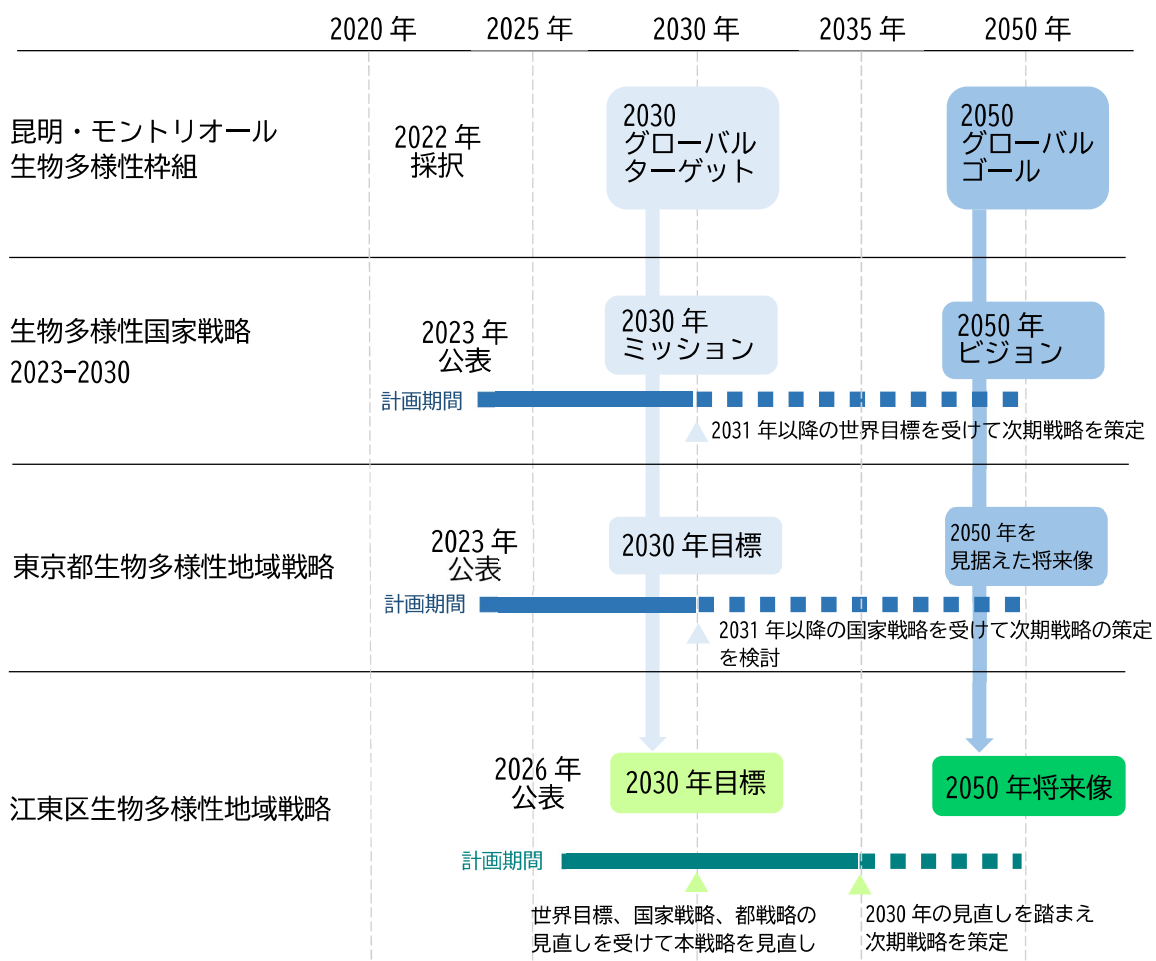 2020 年
2025 年
2030 年
2035 年
2050 年
昆明・モントリオール
生物多様性枠組
2022 年
採択
2030
グローバル
ターゲット
2050
グローバル
ゴール
生物多様性国家戦略
2023−2030
2023 年
公表
2030 年
ミッション
2050 年
ビジョン
計画期間
2031 年以降の世界目標を受けて次期戦略を策定
東京都生物多様性地域戦略
2023 年
公表
2030 年目標
2050 年を
見据えた将来像
計画期間
2031 年以降の国家戦略を受けて次期戦略の策定
を検討
江東区生物多様性地域戦略
2026 年
公表
2030 年目標
2050 年将来像
計画期間
世界目標、国家戦略、都戦略の
見直しを受けて本戦略を見直し
2030 年の見直しを踏まえ
次期戦略を策定